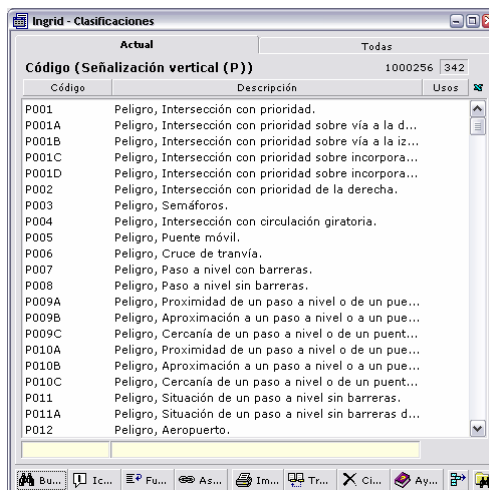 Ingrid - Clasificaciones
Actual Todas
Código (Señalización vertical (P)) 1000256 342
Código Descripción Usos
P001 Peligro, Intersección con prioridad.
P001A Peligro, Intersección con prioridad sobre vía a la d...
P001B Peligro, Intersección con prioridad sobre vía a la iz...
P001C Peligro, Intersección con prioridad sobre incorpora...
P001D Peligro, Intersección con prioridad sobre incorpora...
P002 Peligro, Intersección con prioridad de la derecha.
P003 Peligro, Semáforos.
P004 Peligro, Intersección con circulación giratoria.
P005 Peligro, Puente móvil.
P006 Peligro, Cruce de tranvía.
P007 Peligro, Paso a nivel con barreras.
P008 Peligro, Paso a nivel sin barreras.
P009A Peligro, Proximidad de un paso a nivel o de un pue...
P009B Peligro, Aproximación a un paso a nivel o a un pue...
P009C Peligro, Cercanía de un paso a nivel o de un puent...
P010A Peligro, Proximidad de un paso a nivel o de un pue...
P010B Peligro, Aproximación a un paso a nivel o a un pue...
P010C Peligro, Cercanía de un paso a nivel o de un puent...
P011 Peligro, Situación de un paso a nivel sin barreras.
P011A Peligro, Situación de un paso a nivel sin barreras d...
P012 Peligro, Aeropuerto.
Bu... Ic... Fu... As... Im... Tr... Ci... Ay...